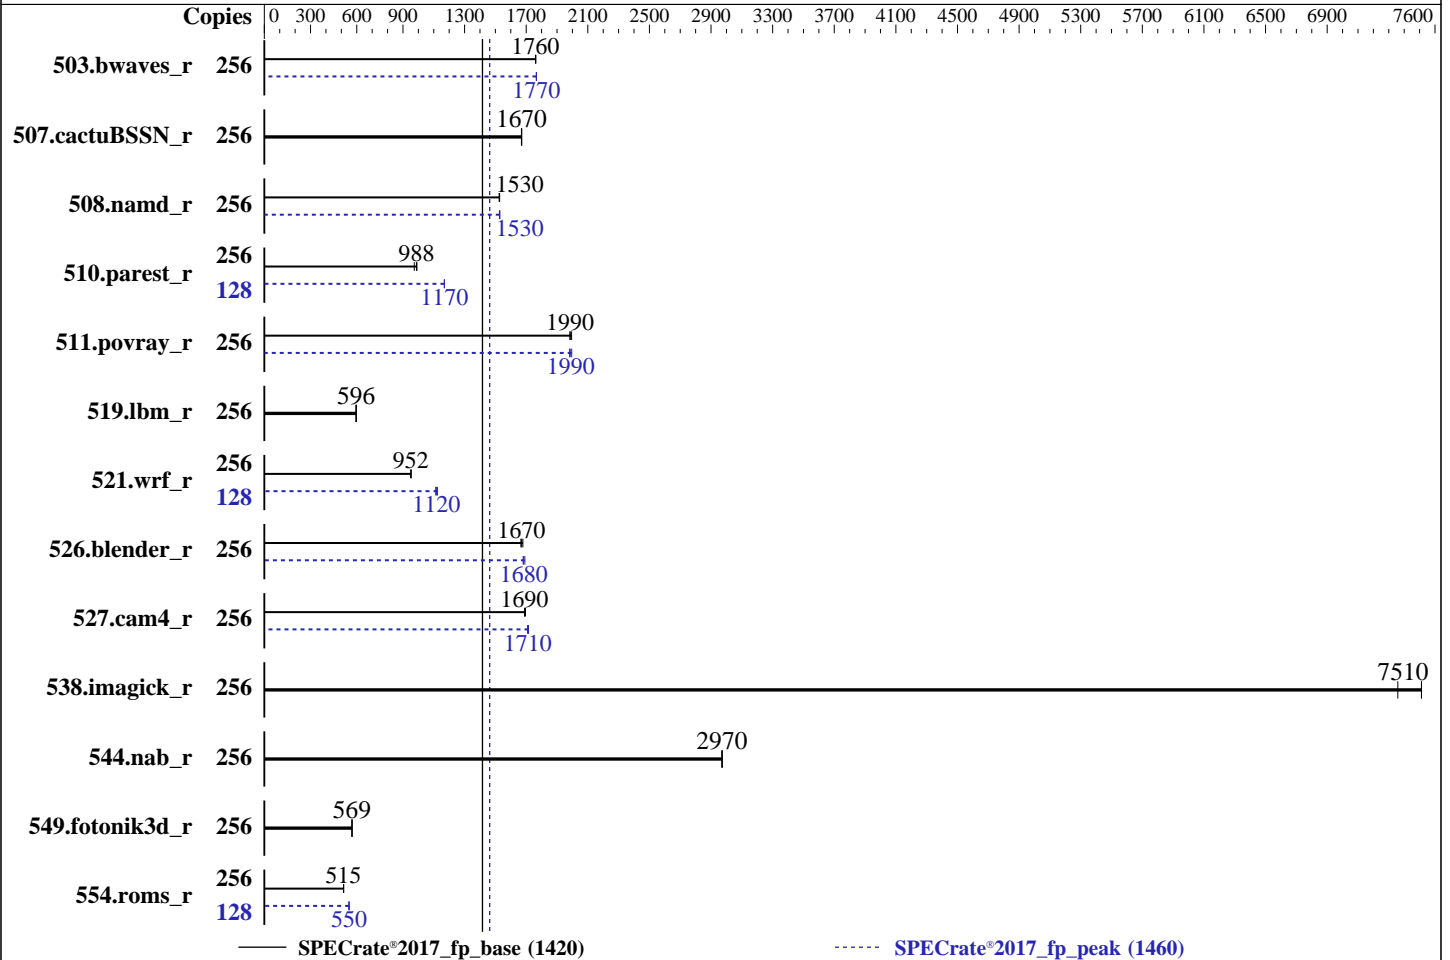 Copies 0 300 600 900 1300 1700 2100 2500 2900 3300 3700 4100 4500 4900 5300 5700 6100 6500 6900 7600
503.bwaves_r 256 1760
1770
507.cactuBSSN_r 256 1670
508.namd_r 256 1530
1530
510.parest_r 256 988
128 1170
511.povray_r 256 1990
1990
519.lbm_r 256 596
521.wrf_r 256 952
128 1120
526.blender_r 256 1670
1680
527.cam4_r 256 1690
1710
538.imagick_r 256 7510
544.nab_r 256 2970
549.fotonik3d_r 256 569
554.roms_r 256 515
128 550
SPECrate®2017_fp_base (1420)
SPECrate®2017_fp_peak (1460)